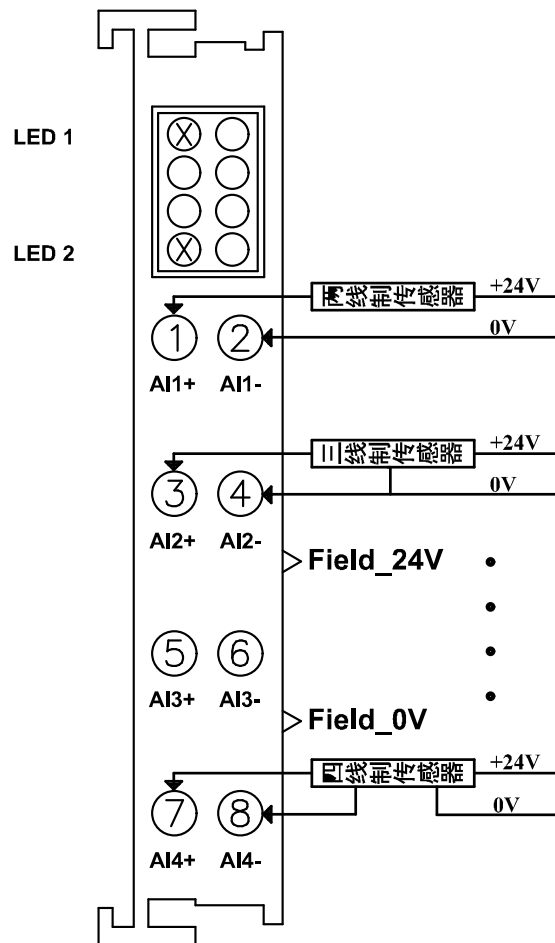 LED 1
LED 2
两线制传感器 +24V
0V
1 2
AI1+ AI1-
三线制传感器 +24V
0V
3 4
AI2+ AI2-
Field_24V
5 6
AI3+ AI3-
Field_0V
四线制传感器 +24V
0V
7 8
AI4+ AI4-